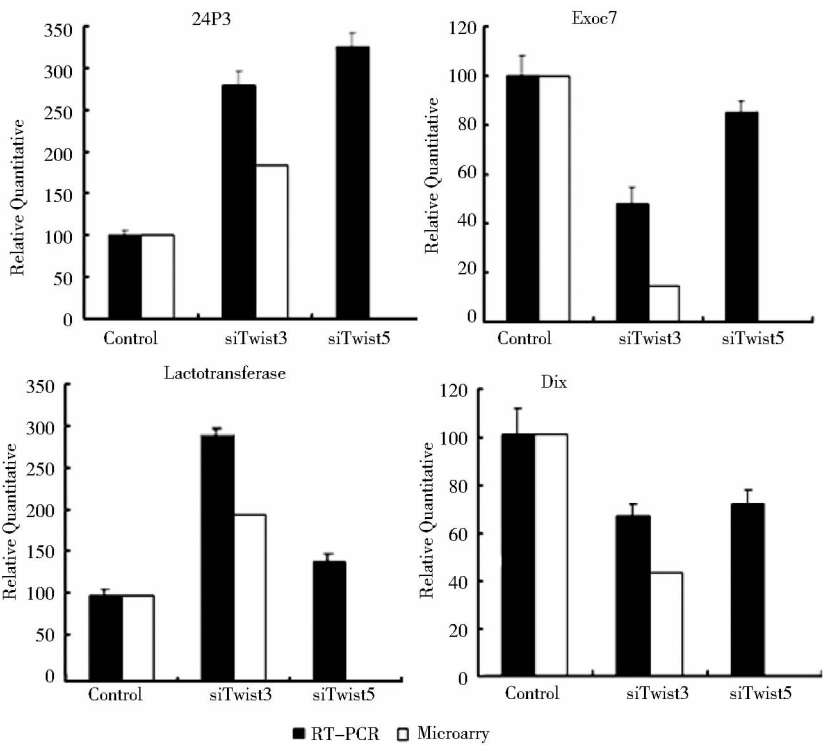 24P3
350
300
250
200
150
100
50
0
Relative Quantitative
Control siTwist3 siTwist5
Exoc7
120
100
80
60
40
20
0
Relative Quantitative
Control siTwist3 siTwist5
Lactotransferase
350
300
250
200
150
100
50
0
Relative Quantitative
Control siTwist3 siTwist5
Dix
120
100
80
60
40
20
0
Relative Quantitative
Control siTwist3 siTwist5
RT-PCR Microarry